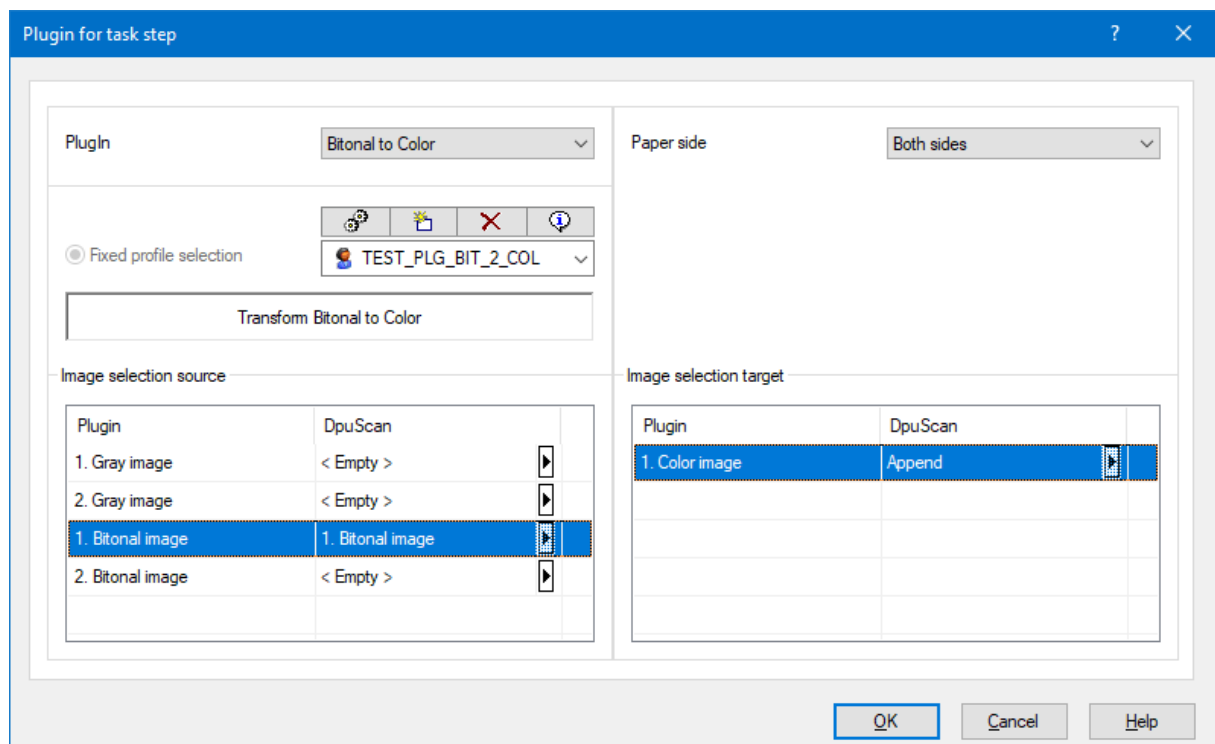 Plugin for task step
PlugIn Bitonal to Color
Paper side Both sides
Fixed profile selection TEST_PLG_BIT_2_COL
Transform Bitonal to Color
Image selection source
Plugin DpuScan
1. Gray image < Empty >
2. Gray image < Empty >
1. Bitonal image 1. Bitonal image
2. Bitonal image < Empty >
Image selection target
Plugin DpuScan
1. Color image Append
OK Cancel Help